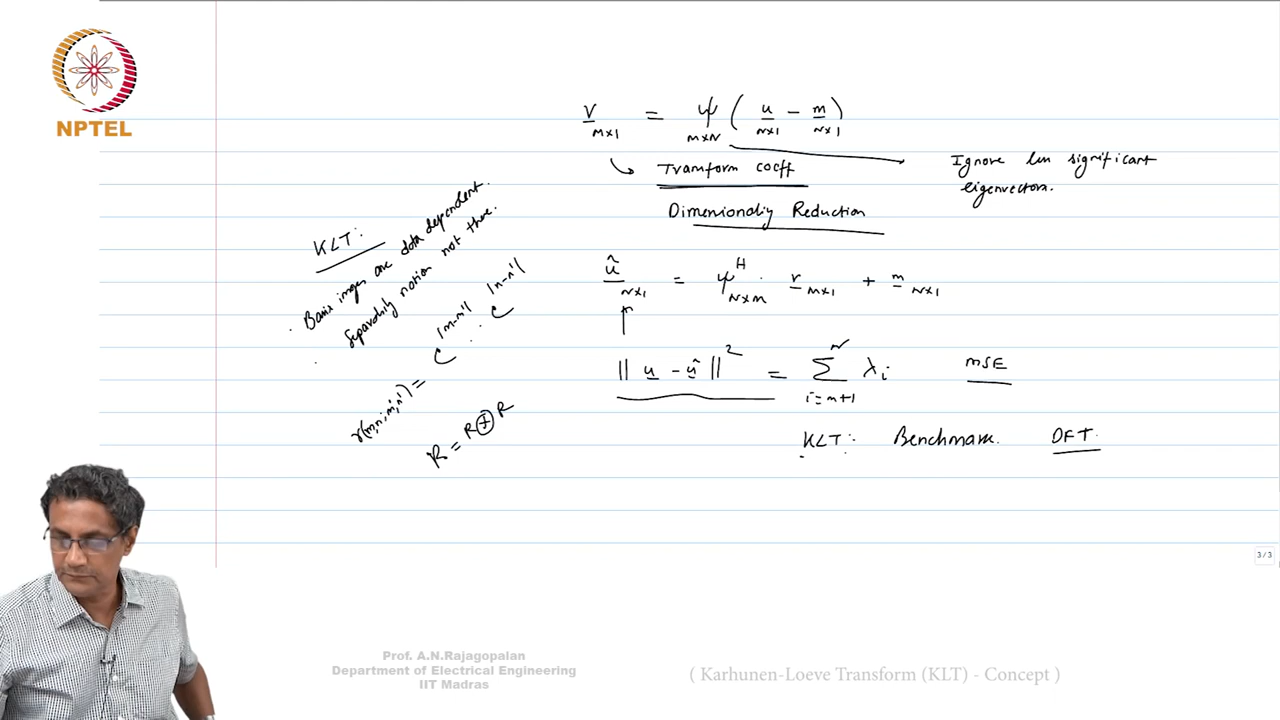 NPTEL
V = ψ ( u - m )
m×1 m×N N×1 N×1
Transform coeff
Ignore less significant
eigenvectors.
Dimensionality Reduction
KLT:
. Basis images are data dependent.
. Separability notion not there.
û = ψ^H . v + m
N×1 N×m m×1 N×1
r(m,n;m',n') = c^|m-m'| . c^|n-n'|
|| u - û ||² = Σ λi MSE
N
i=m+1
R = R ⊗ R
KLT: Benchmark. DFT.
3/3
Prof. A.N.Rajagopalan
Department of Electrical Engineering
IIT Madras
( Karhunen-Loeve Transform (KLT) - Concept )